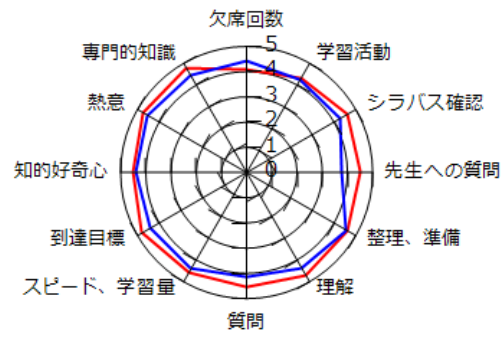 欠席回数
専門的知識
5
学習活動
4
熱意
3
シラバス確認
2
1
知的好奇心
0
先生への質問
到達目標
整理、準備
スピード、学習量
理解
質問